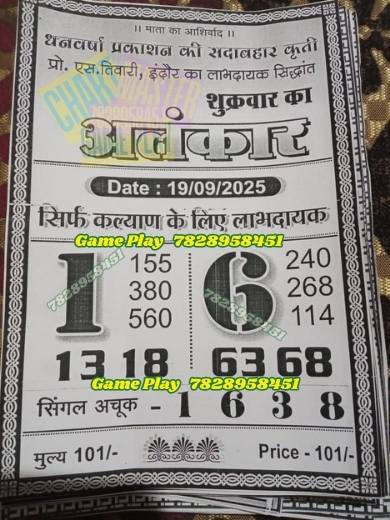 || माता का आशिर्वाद ||
धनवर्षा प्रकाशन की सदाबहार कृती
प्रो. एस.तिवारी, इंदौर का लाभदायक सिद्धांत
शुक्रवार का
अलंकार
Date : 19/09/2025
सिर्फ कल्याण के लिए लाभदायक
Game Play 7828958451
1 155 6 240
380 268
560 114
7828958451 7828958451
13 18 63 68
Game Play 7828958451
सिंगल अचूक - 1 6 3 8
मुल्य 101/- Price - 101/-